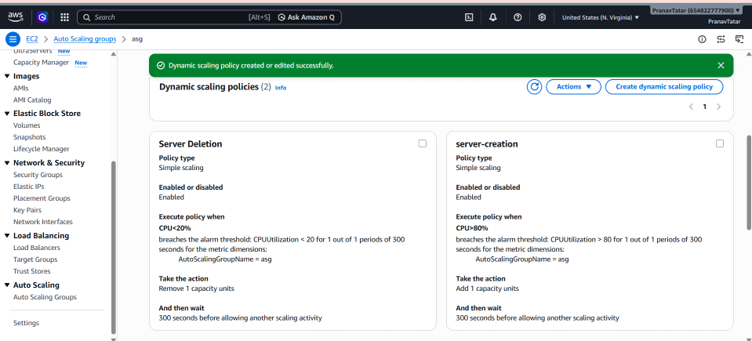 aws
Search
[Alt+S]
Ask Amazon Q
United States (N. Virginia) ▼
PranavTatar (654822777900) ▼
PranavTatar
EC2 > Auto Scaling groups > asg
UltraServers New
Capacity Manager New
Images
AMIs
AMI Catalog
Elastic Block Store
Volumes
Snapshots
Lifecycle Manager
Network & Security
Security Groups
Elastic IPs
Placement Groups
Key Pairs
Network Interfaces
Load Balancing
Load Balancers
Target Groups
Trust Stores
Auto Scaling
Auto Scaling Groups
Settings
Dynamic scaling policy created or edited successfully.
Dynamic scaling policies (2) Info
Actions ▼
Create dynamic scaling policy
< 1 >
Server Deletion
Policy type
Simple scaling
Enabled or disabled
Enabled
Execute policy when
CPU<20%
breaches the alarm threshold: CPUUtilization < 20 for 1 out of 1 periods of 300
seconds for the metric dimensions:
AutoScalingGroupName = asg
Take the action
Remove 1 capacity units
And then wait
300 seconds before allowing another scaling activity
server-creation
Policy type
Simple scaling
Enabled or disabled
Enabled
Execute policy when
CPU>80%
breaches the alarm threshold: CPUUtilization > 80 for 1 out of 1 periods of 300
seconds for the metric dimensions:
AutoScalingGroupName = asg
Take the action
Add 1 capacity units
And then wait
300 seconds before allowing another scaling activity